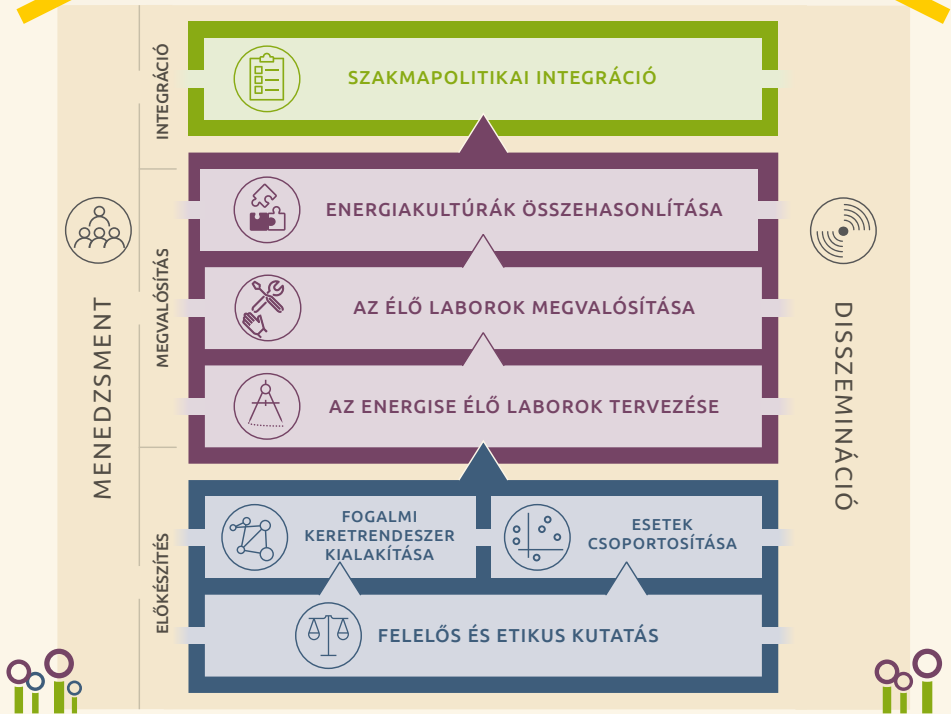 INTEGRÁCIÓ
SZAKMAPOLITIKAI INTEGRÁCIÓ
MENEDZSMENT
MEGVALÓSÍTÁS
ENERGIAKULTÚRÁK ÖSSZEHASONLÍTÁSA
AZ ÉLŐ LABOROK MEGVALÓSÍTÁSA
AZ ENERGISE ÉLŐ LABOROK TERVEZÉSE
DISSZEMINÁCIÓ
ELŐKÉSZÍTÉS
FOGALMI
KERETRENDESZER
KIALAKÍTÁSA
ESETEK
CSOPORTOSÍTÁSA
FELELŐS ÉS ETIKUS KUTATÁS